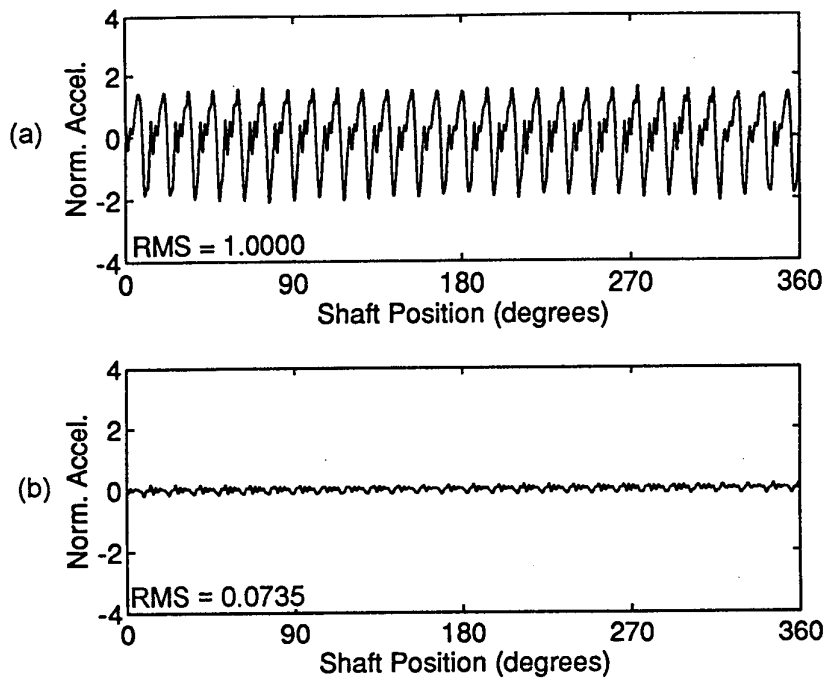 (a)
Norm. Accel.
4
2
0
-2
-4
RMS = 1.0000
0 90 180 270 360
Shaft Position (degrees)
(b)
Norm. Accel.
4
2
0
-2
-4
RMS = 0.0735
0 90 180 270 360
Shaft Position (degrees)